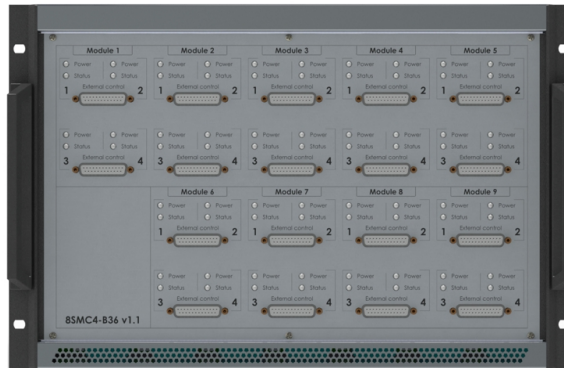 Module 1 Module 2 Module 3 Module 4 Module 5
Power Power Power Power Power Power Power Power Power Power
Status Status Status Status Status Status Status Status Status Status
1 External control 2 1 External control 2 1 External control 2 1 External control 2 1 External control 2
Power Power Power Power Power Power Power Power Power Power
Status Status Status Status Status Status Status Status Status Status
3 External control 4 3 External control 4 3 External control 4 3 External control 4 3 External control 4
Module 6 Module 7 Module 8 Module 9
Power Power Power Power Power Power Power Power
Status Status Status Status Status Status Status Status
1 External control 2 1 External control 2 1 External control 2 1 External control 2
Power Power Power Power Power Power Power Power
Status Status Status Status Status Status Status Status
3 External control 4 3 External control 4 3 External control 4 3 External control 4
8SMC4-B36 v1.1